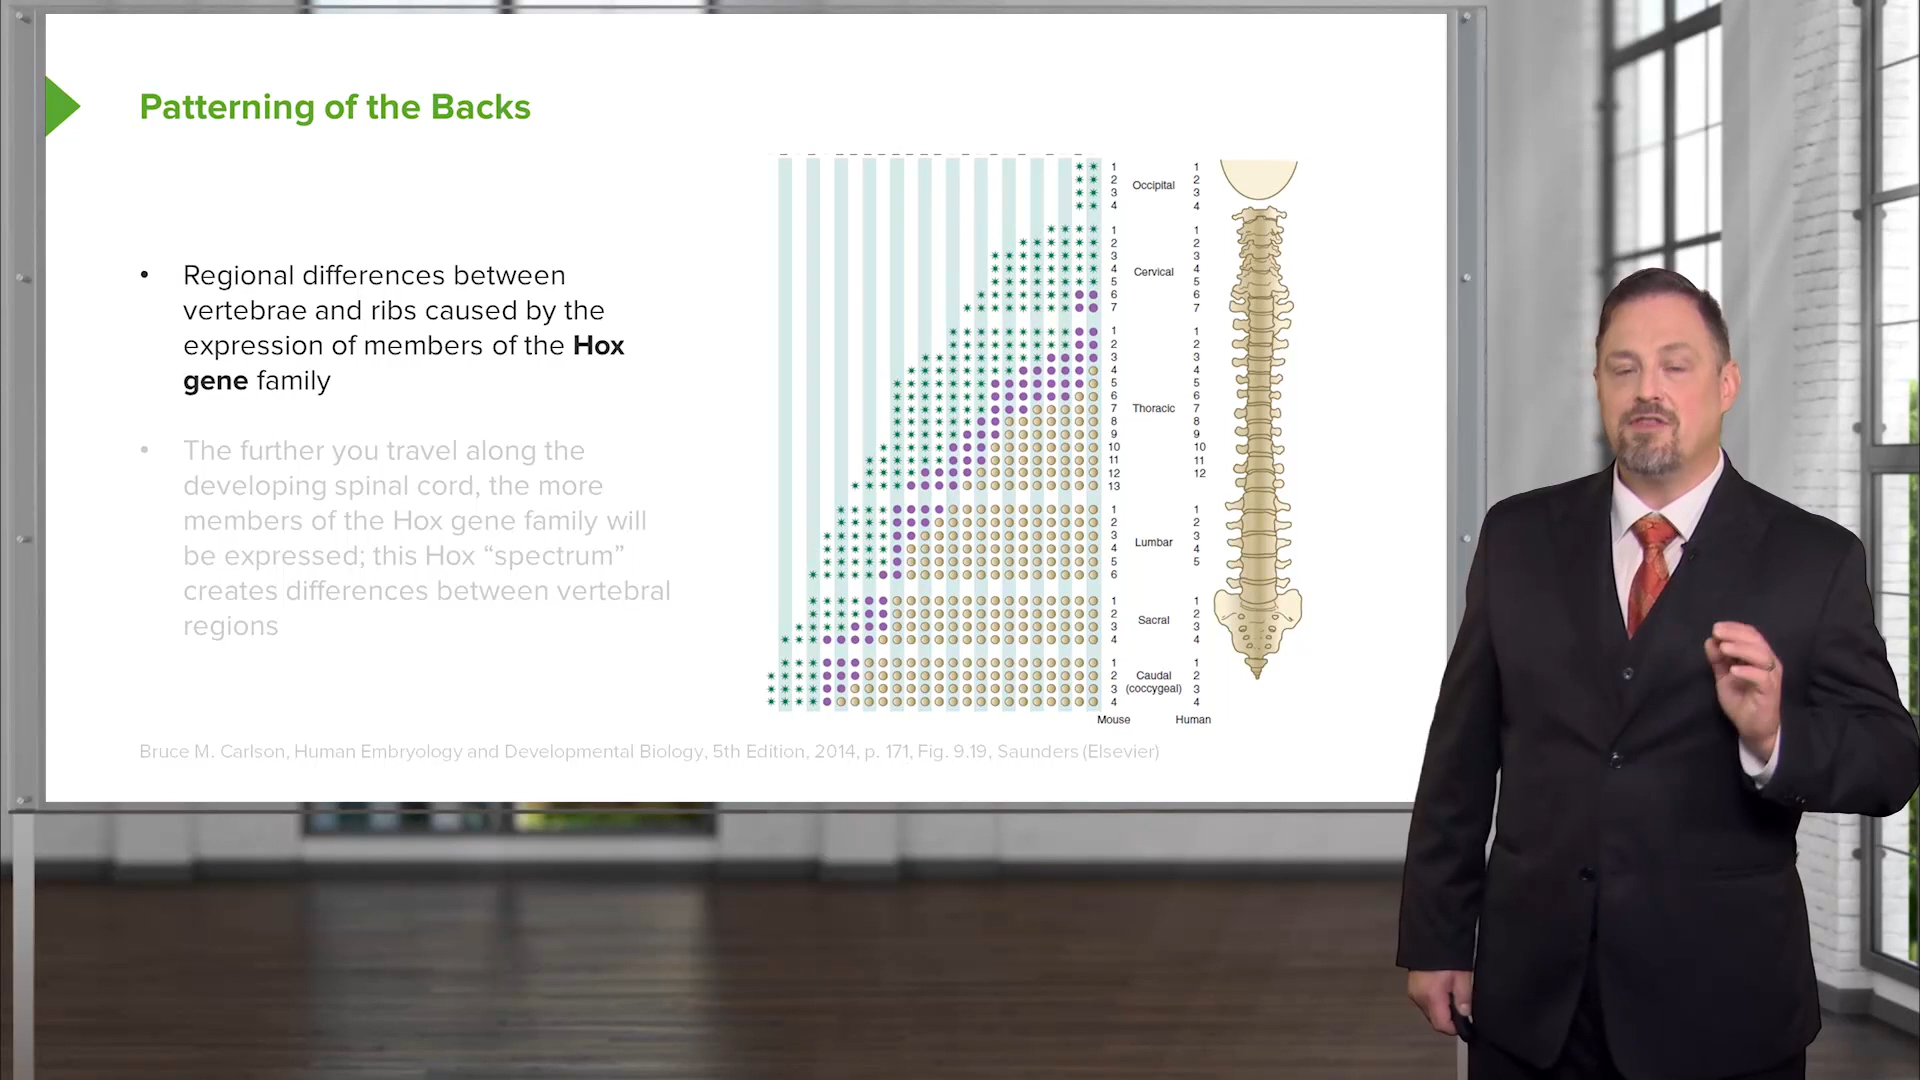 Patterning of the Backs
• Regional differences between
vertebrae and ribs caused by the
expression of members of the Hox
gene family
• The further you travel along the
developing spinal cord, the more
members of the Hox gene family will
be expressed; this Hox “spectrum”
creates differences between vertebral
regions
1 1
2 Occipital 2
3 3
4 4
1 1
2 2
3 3
4 Cervical 4
5 5
6 6
7 7
1 1
2 2
3 3
4 4
5 5
6 6
7 Thoracic 7
8 8
9 9
10 10
11 11
12 12
13
1 1
2 2
3 3
4 Lumbar 4
5 5
6
1 1
2 Sacral 2
3 3
4 4
1 1
2 Caudal 2
3 (coccygeal) 3
4 4
Mouse Human
Bruce M. Carlson, Human Embryology and Developmental Biology, 5th Edition, 2014, p. 171, Fig. 9.19, Saunders (Elsevier)